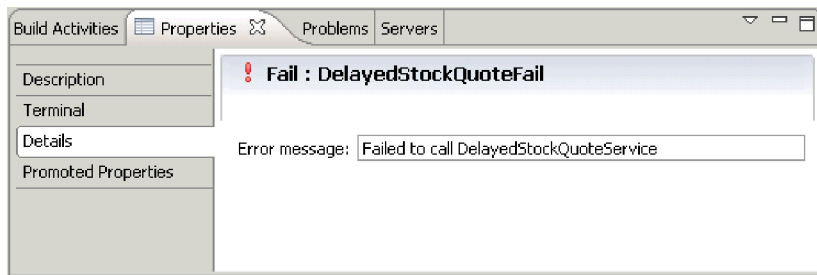 Build Activities Properties Problems Servers
Description
Terminal
Details
Promoted Properties
Fail : DelayedStockQuoteFail
Error message: Failed to call DelayedStockQuoteService